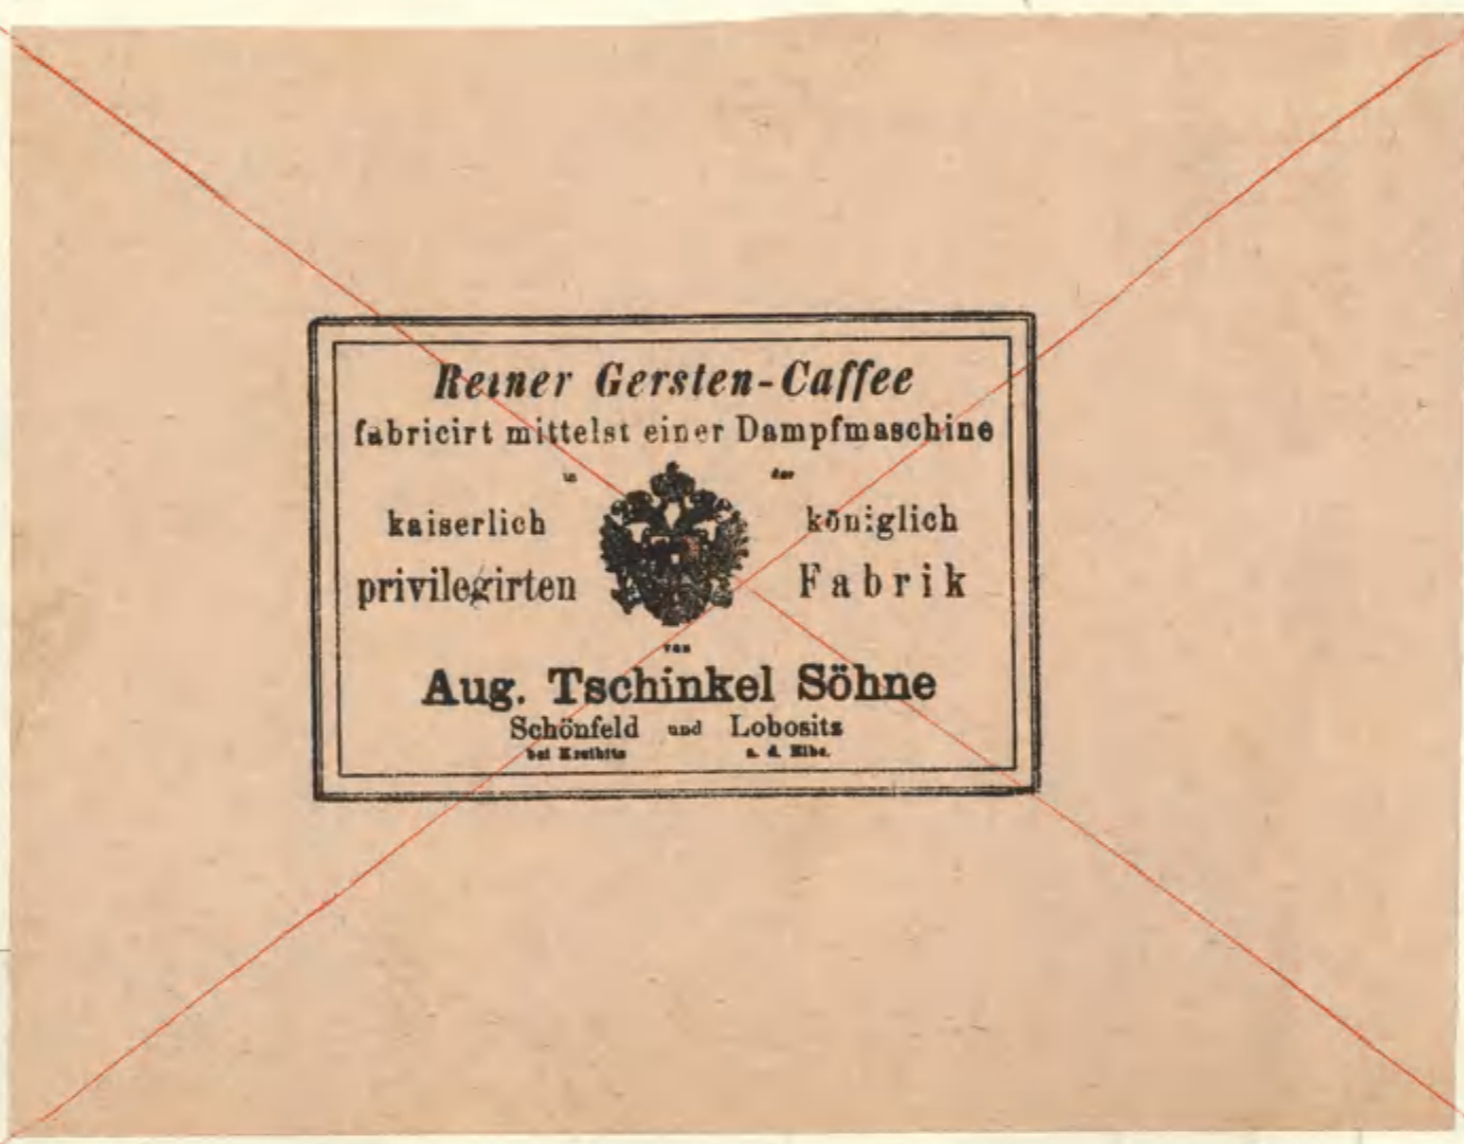 Reiner Gersten-Caffee
fabricirt mittelst einer Dampfmaschine
in der
kaiserlich königlich
privilegirten Fabrik
von
Aug. Tschinkel Söhne
Schönfeld und Lobositz
bei Kreibitz a. d. Elbe.